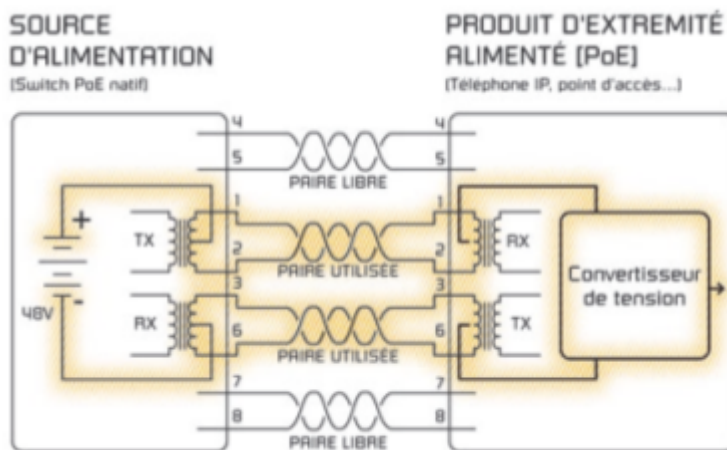 SOURCE
D'ALIMENTATION
(Switch PoE natif)
PRODUIT D'EXTREMITÉ
ALIMENTÉ (PoE)
(Téléphone IP, point d'accès...)
4
4
5
5
PAIRE LIBRE
1
1
+
TX
RX
2
2
PAIRE UTILISÉE
Convertisseur
de tension
3
3
-
48V
RX
TX
6
6
PAIRE UTILISÉE
7
7
8
8
PAIRE LIBRE